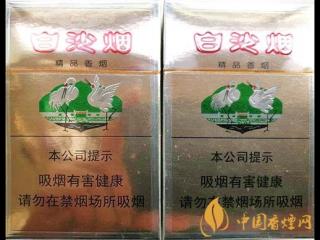 白沙烟
精品香烟
本公司提示
吸烟有害健康
请勿在禁烟场所吸烟
白沙烟
精品香烟
本公司提示
吸烟有害健康
请勿在禁烟场所吸烟
中国香烟网